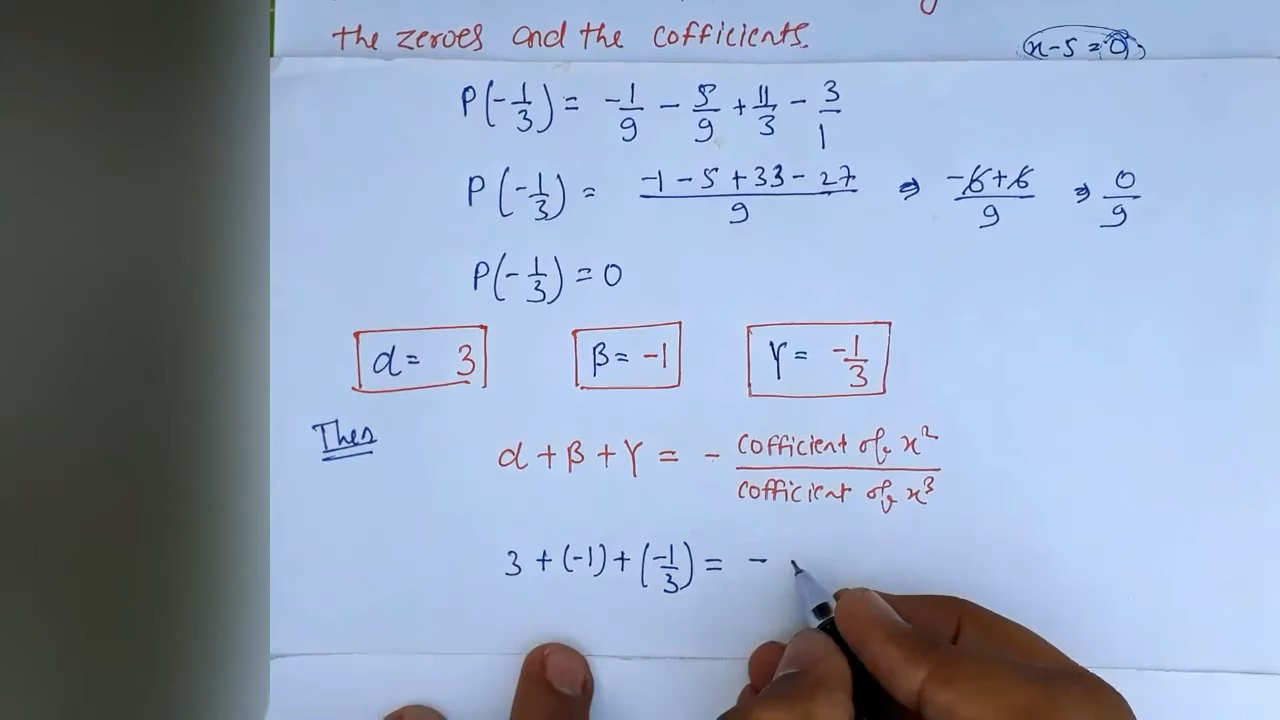 the zeroes and the cofficients.
x-5=0,
P(-1/3) = -1/9 - 5/9 + 11/3 - 3/1
P(-1/3) = -1-5+33-27/9 ⇒ -6+6/9 ⇒ 0/9
P(-1/3) = 0
α = 3 β = -1 γ = -1/3
Then α + β + γ = - cofficient of x²/cofficient of x³
3 + (-1) + (-1/3) = -